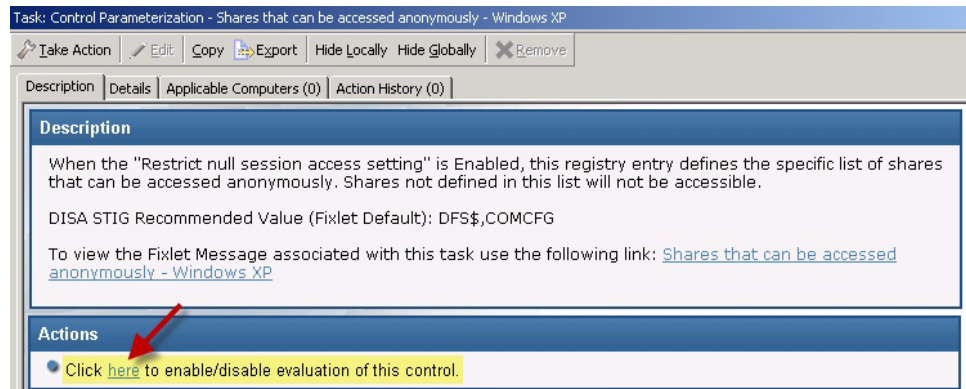 Task: Control Parameterization - Shares that can be accessed anonymously - Windows XP
Take Action Edit Copy Export Hide Locally Hide Globally Remove
Description Details Applicable Computers (0) Action History (0)
Description
When the "Restrict null session access setting" is Enabled, this registry entry defines the specific list of shares
that can be accessed anonymously. Shares not defined in this list will not be accessible.
DISA STIG Recommended Value (Fixlet Default): DFS$,COMCFG
To view the Fixlet Message associated with this task use the following link: Shares that can be accessed
anonymously - Windows XP
Actions
Click here to enable/disable evaluation of this control.